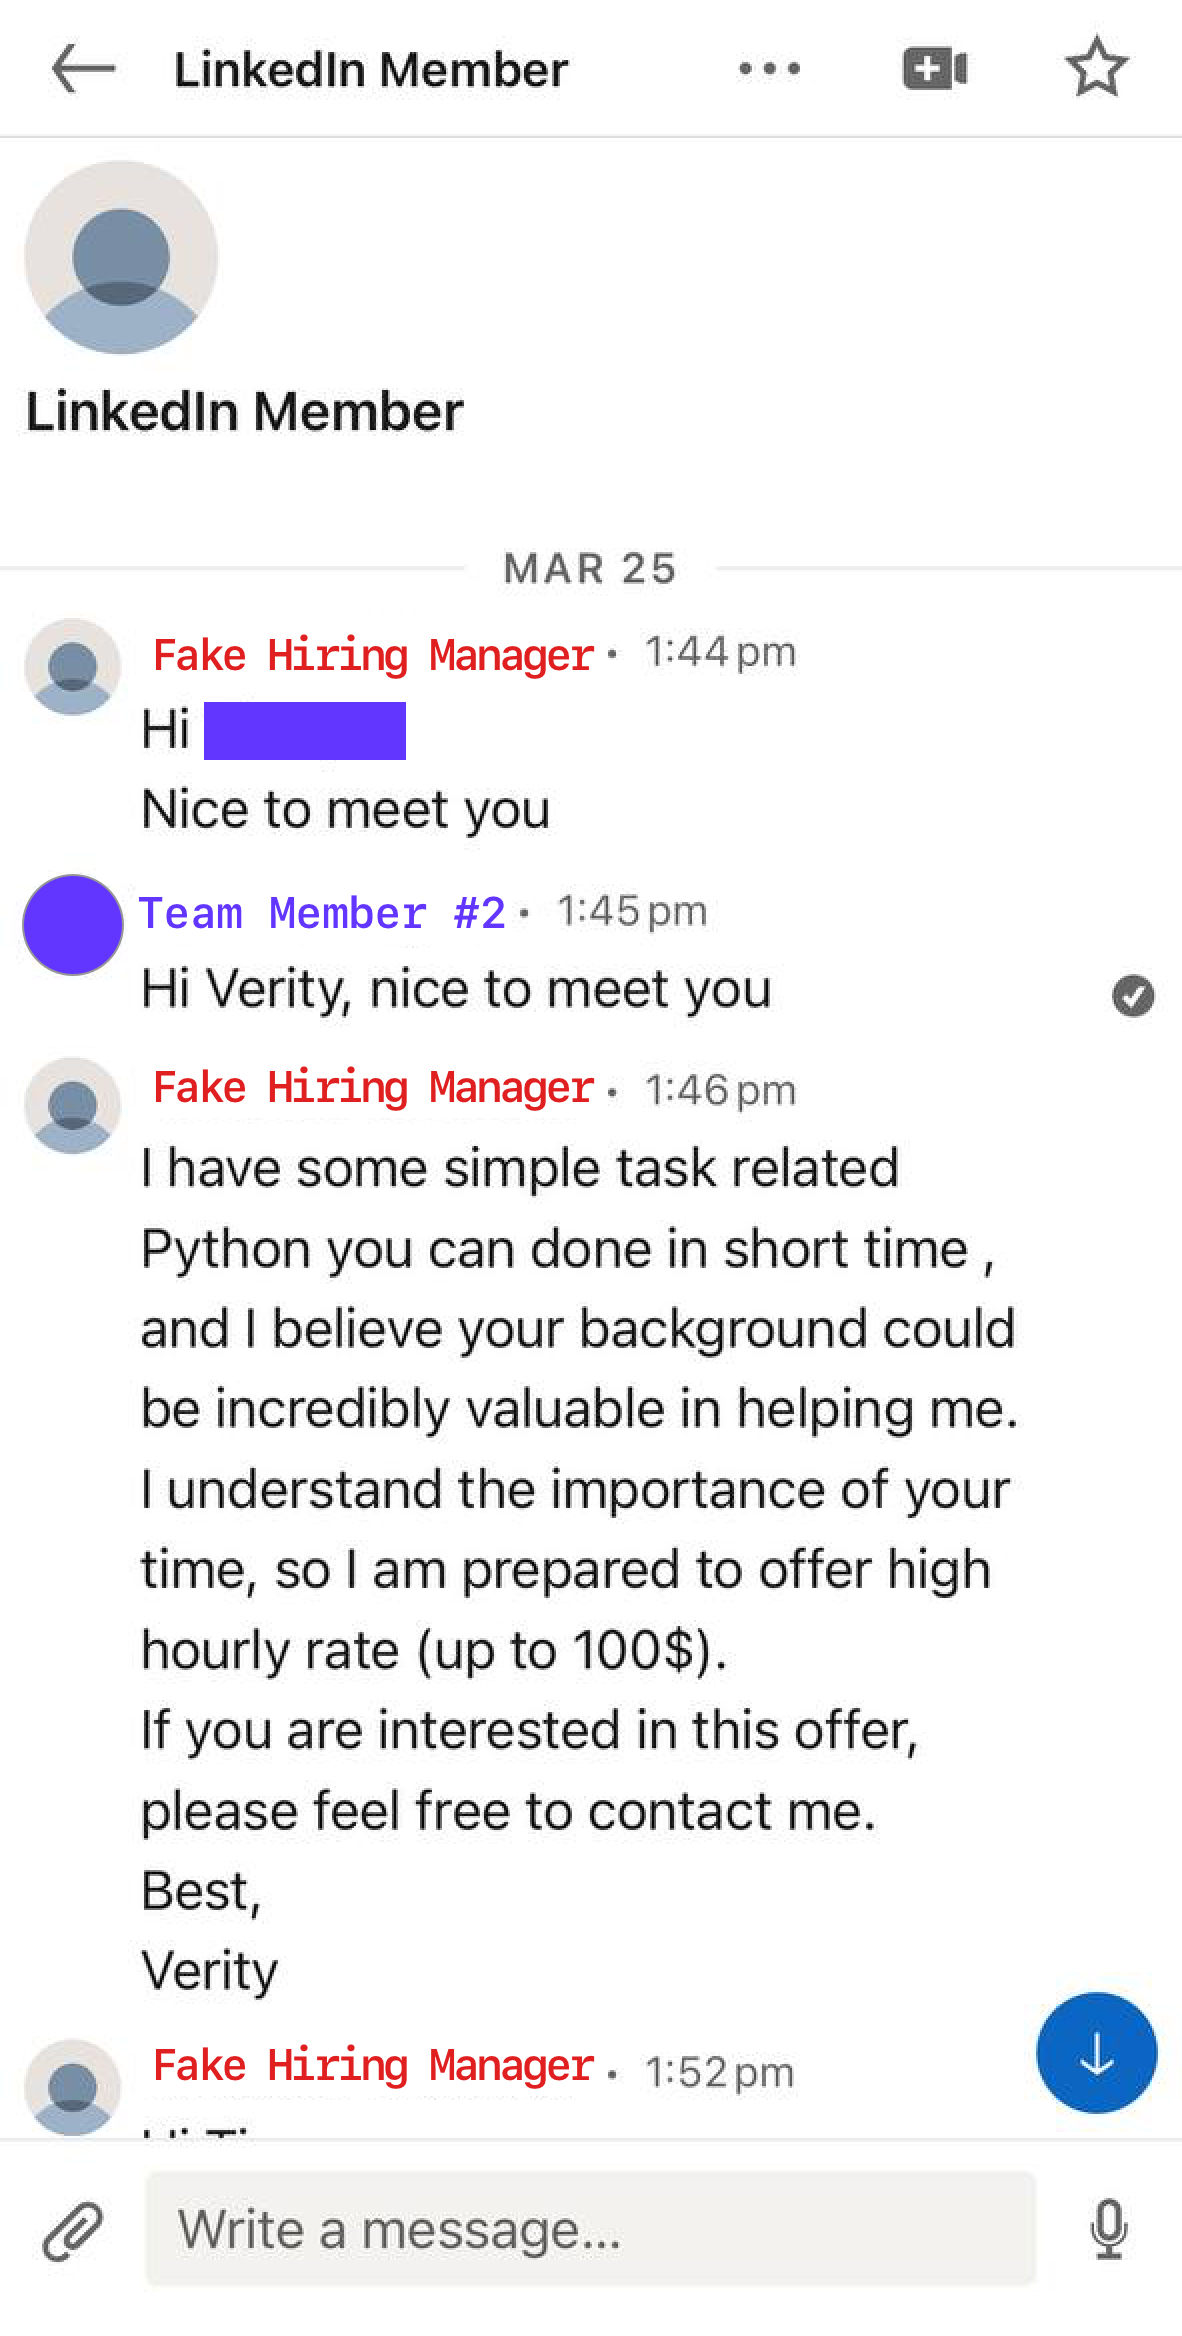 LinkedIn Member
LinkedIn Member
MAR 25
Fake Hiring Manager • 1:44 pm
Hi
Nice to meet you
Team Member #2 • 1:45 pm
Hi Verity, nice to meet you
Fake Hiring Manager • 1:46 pm
I have some simple task related
Python you can done in short time ,
and I believe your background could
be incredibly valuable in helping me.
I understand the importance of your
time, so I am prepared to offer high
hourly rate (up to 100$).
If you are interested in this offer,
please feel free to contact me.
Best,
Verity
Fake Hiring Manager • 1:52 pm
Write a message...